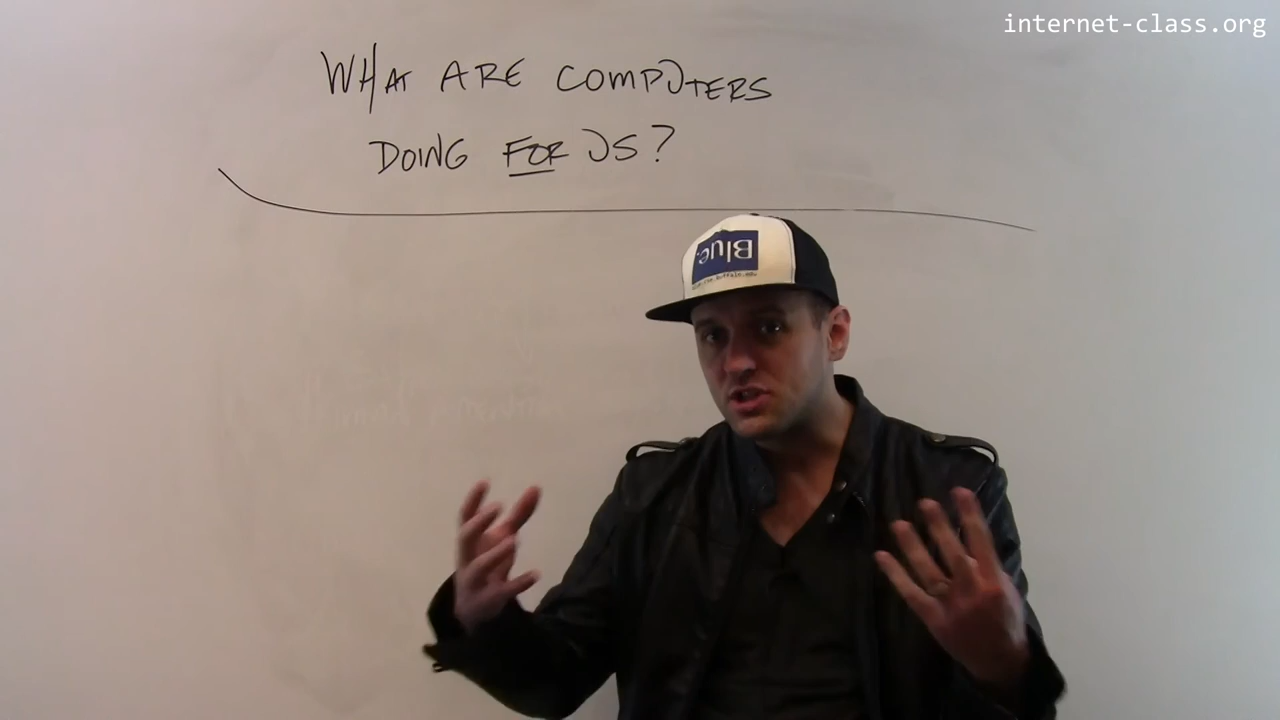 internet-class.org
WHAT ARE COMPUTERS
DOING FOR US?
Blue.